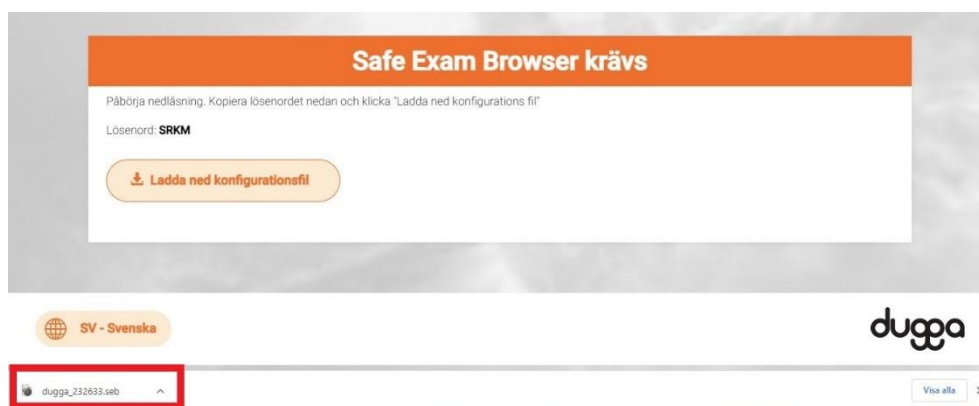 Safe Exam Browser krävs
Påbörja nedlåsning. Kopiera lösenordet nedan och klicka "Ladda ned konfigurations fil"
Lösenord: SRKM
Ladda ned konfigurationsfil
SV - Svenska
dugga
dugga_232633.seb
Visa alla